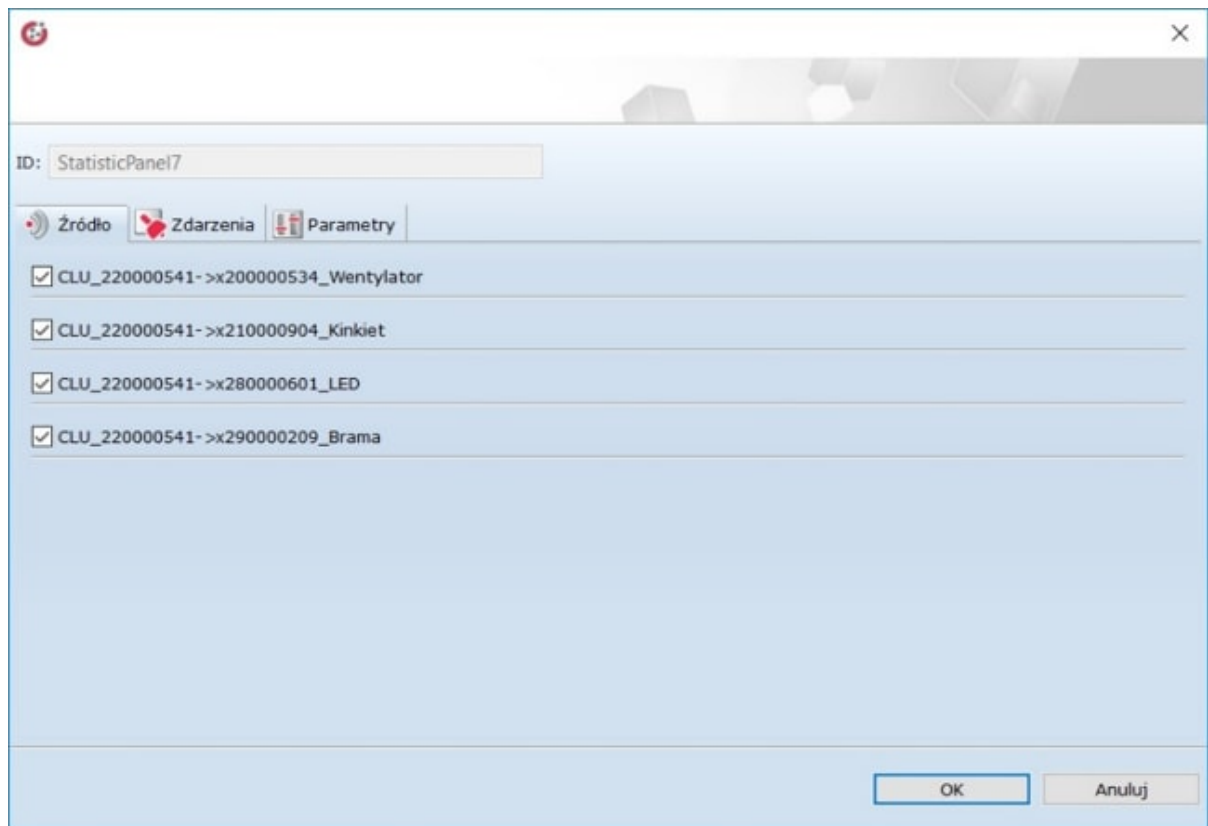 ID: StatisticPanel7
Źródło Zdarzenia Parametry
CLU_220000541->x200000534_Wentylator
CLU_220000541->x210000904_Kinkiet
CLU_220000541->x280000601_LED
CLU_220000541->x290000209_Brama
OK Anuluj